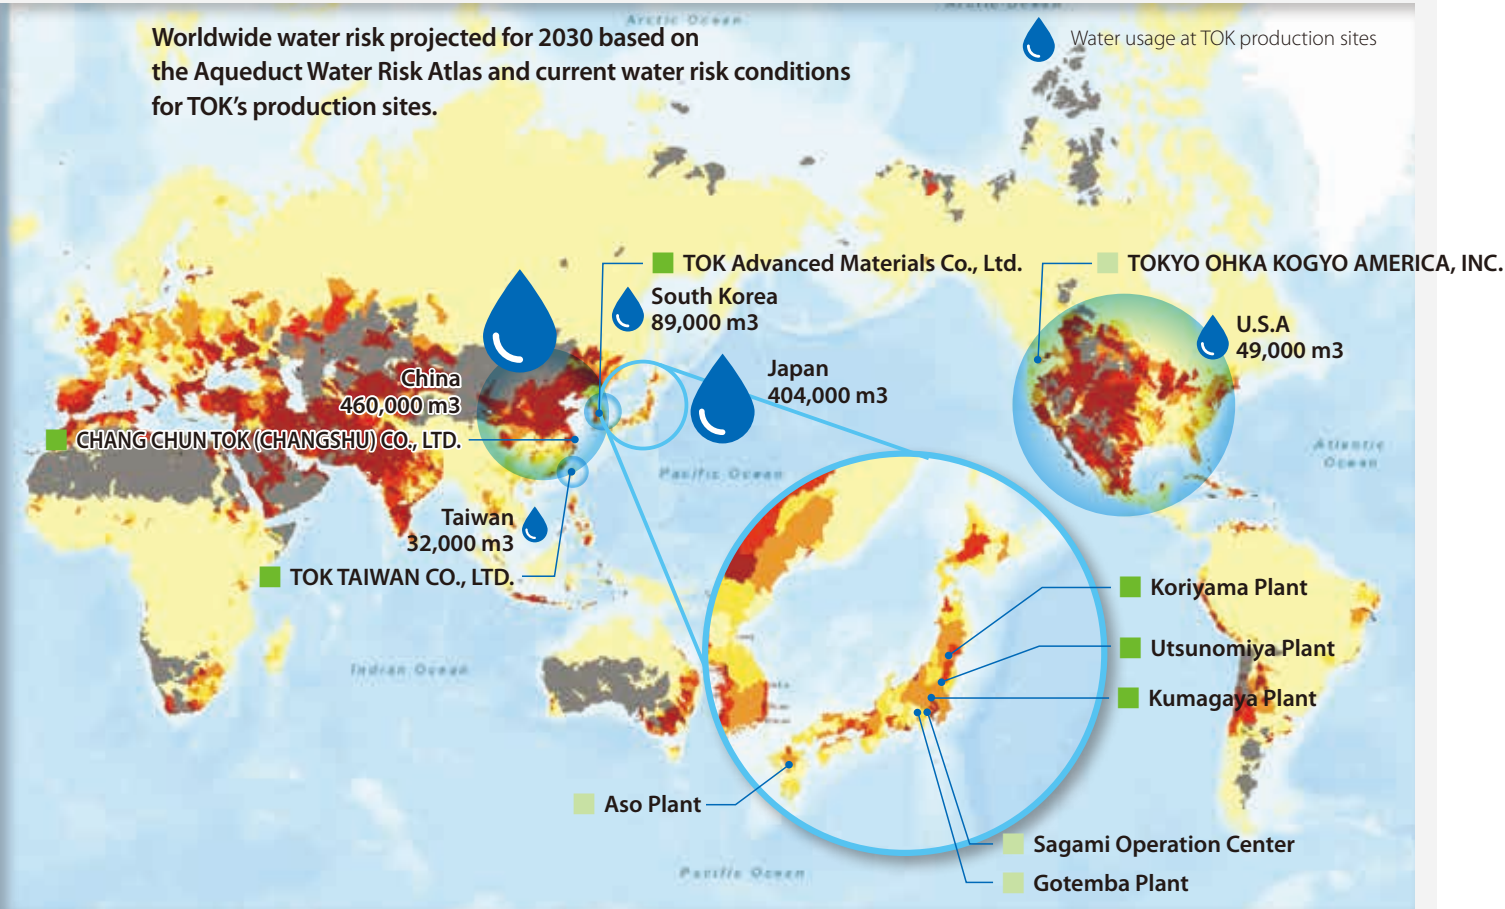 Arctic Ocean
Arctic Ocean
Worldwide water risk projected for 2030 based on
the Aqueduct Water Risk Atlas and current water risk conditions
for TOK's production sites.
Water usage at TOK production sites
TOK Advanced Materials Co., Ltd.
South Korea
89,000 m3
TOKYO OHKA KOGYO AMERICA, INC.
U.S.A
49,000 m3
China
460,000 m3
Japan
404,000 m3
CHANG CHUN TOK (CHANGSHU) CO., LTD.
Atlantic
Ocean
Pacific Ocean
Taiwan
32,000 m3
TOK TAIWAN CO., LTD.
Koriyama Plant
Utsunomiya Plant
Indian Ocean
Kumagaya Plant
Aso Plant
Sagami Operation Center
Pacific Ocean
Gotemba Plant